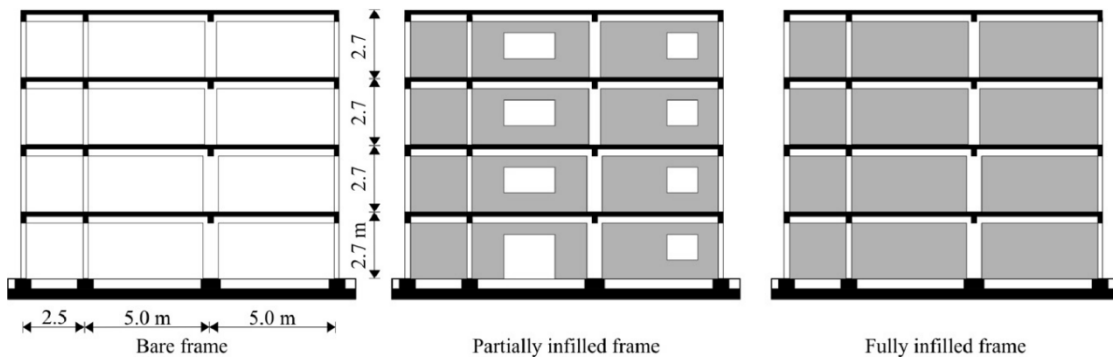 2.7
2.7
2.7
2.7 m
2.5 5.0 m 5.0 m
Bare frame Partially infilled frame Fully infilled frame